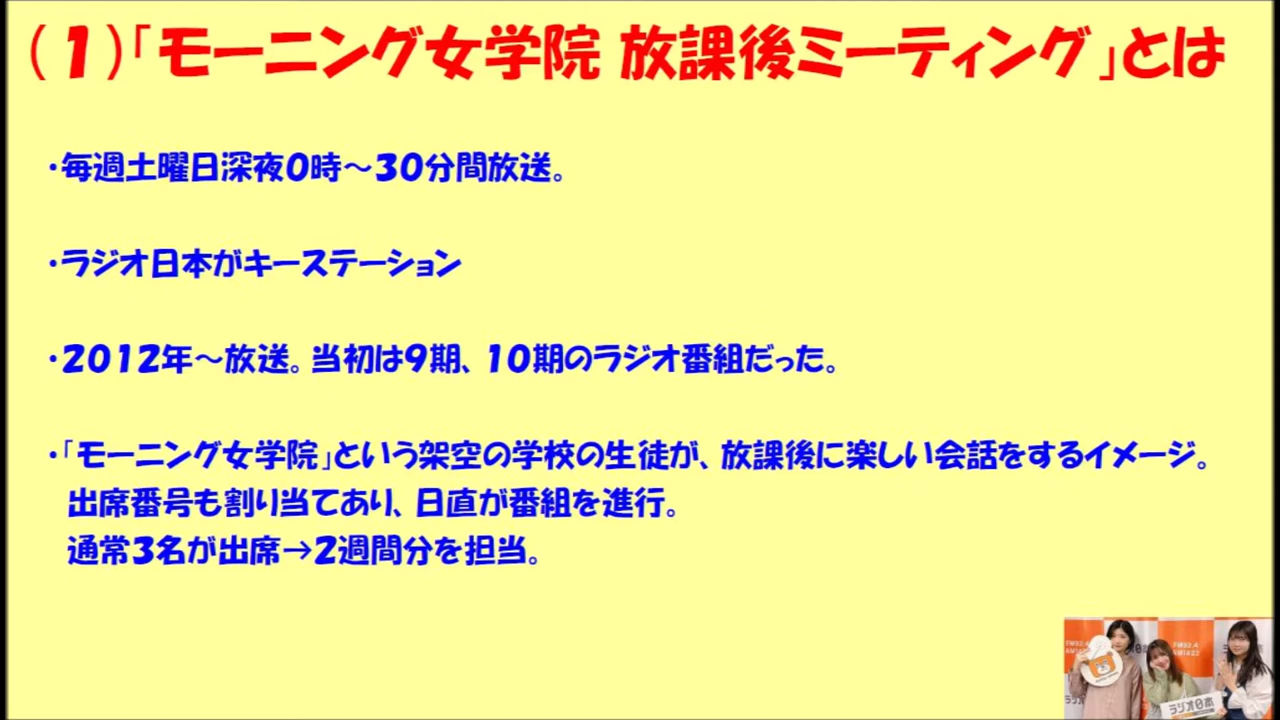 (1)「モーニング女学院 放課後ミーティング」とは
・毎週土曜日深夜0時～30分間放送。
・ラジオ日本がキーステーション
・2012年～放送。当初は9期、10期のラジオ番組だった。
・「モーニング女学院」という架空の学校の生徒が、放課後に楽しい会話をするイメージ。
出席番号も割り当てあり、日直が番組を進行。
通常3名が出席→2週間分を担当。
FM92.4
AM1422
FM92.4
AM1422
ラジオ日本